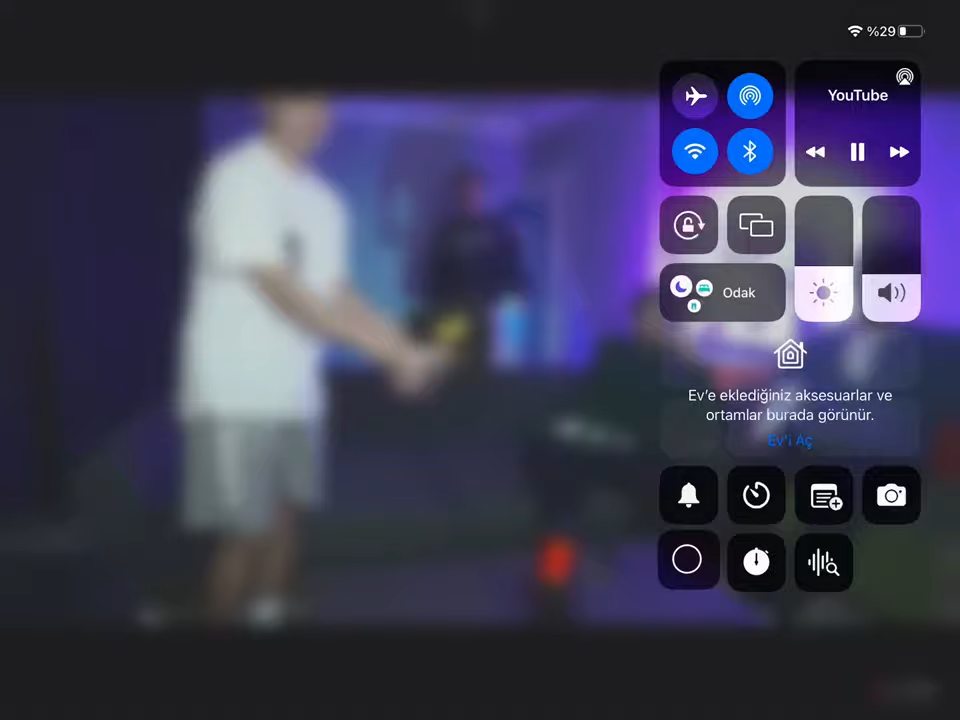 %29
YouTube
Odak
Ev'e eklediğiniz aksesuarlar ve
ortamlar burada görünür.
Ev'i Aç